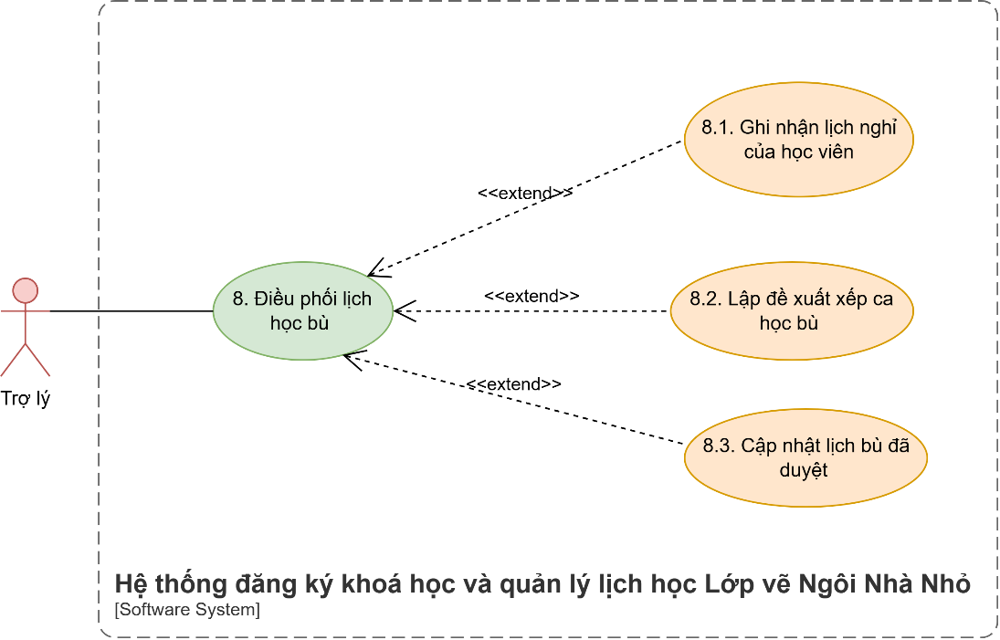 8.1. Ghi nhận lịch nghỉ
của học viên
<<extend>>
8. Điều phối lịch
học bù
<<extend>>
8.2. Lập đề xuất xếp ca
học bù
<<extend>>
Trợ lý
8.3. Cập nhật lịch bù đã
duyệt
Hệ thống đăng ký khoá học và quản lý lịch học Lớp vẽ Ngôi Nhà Nhỏ
[Software System]